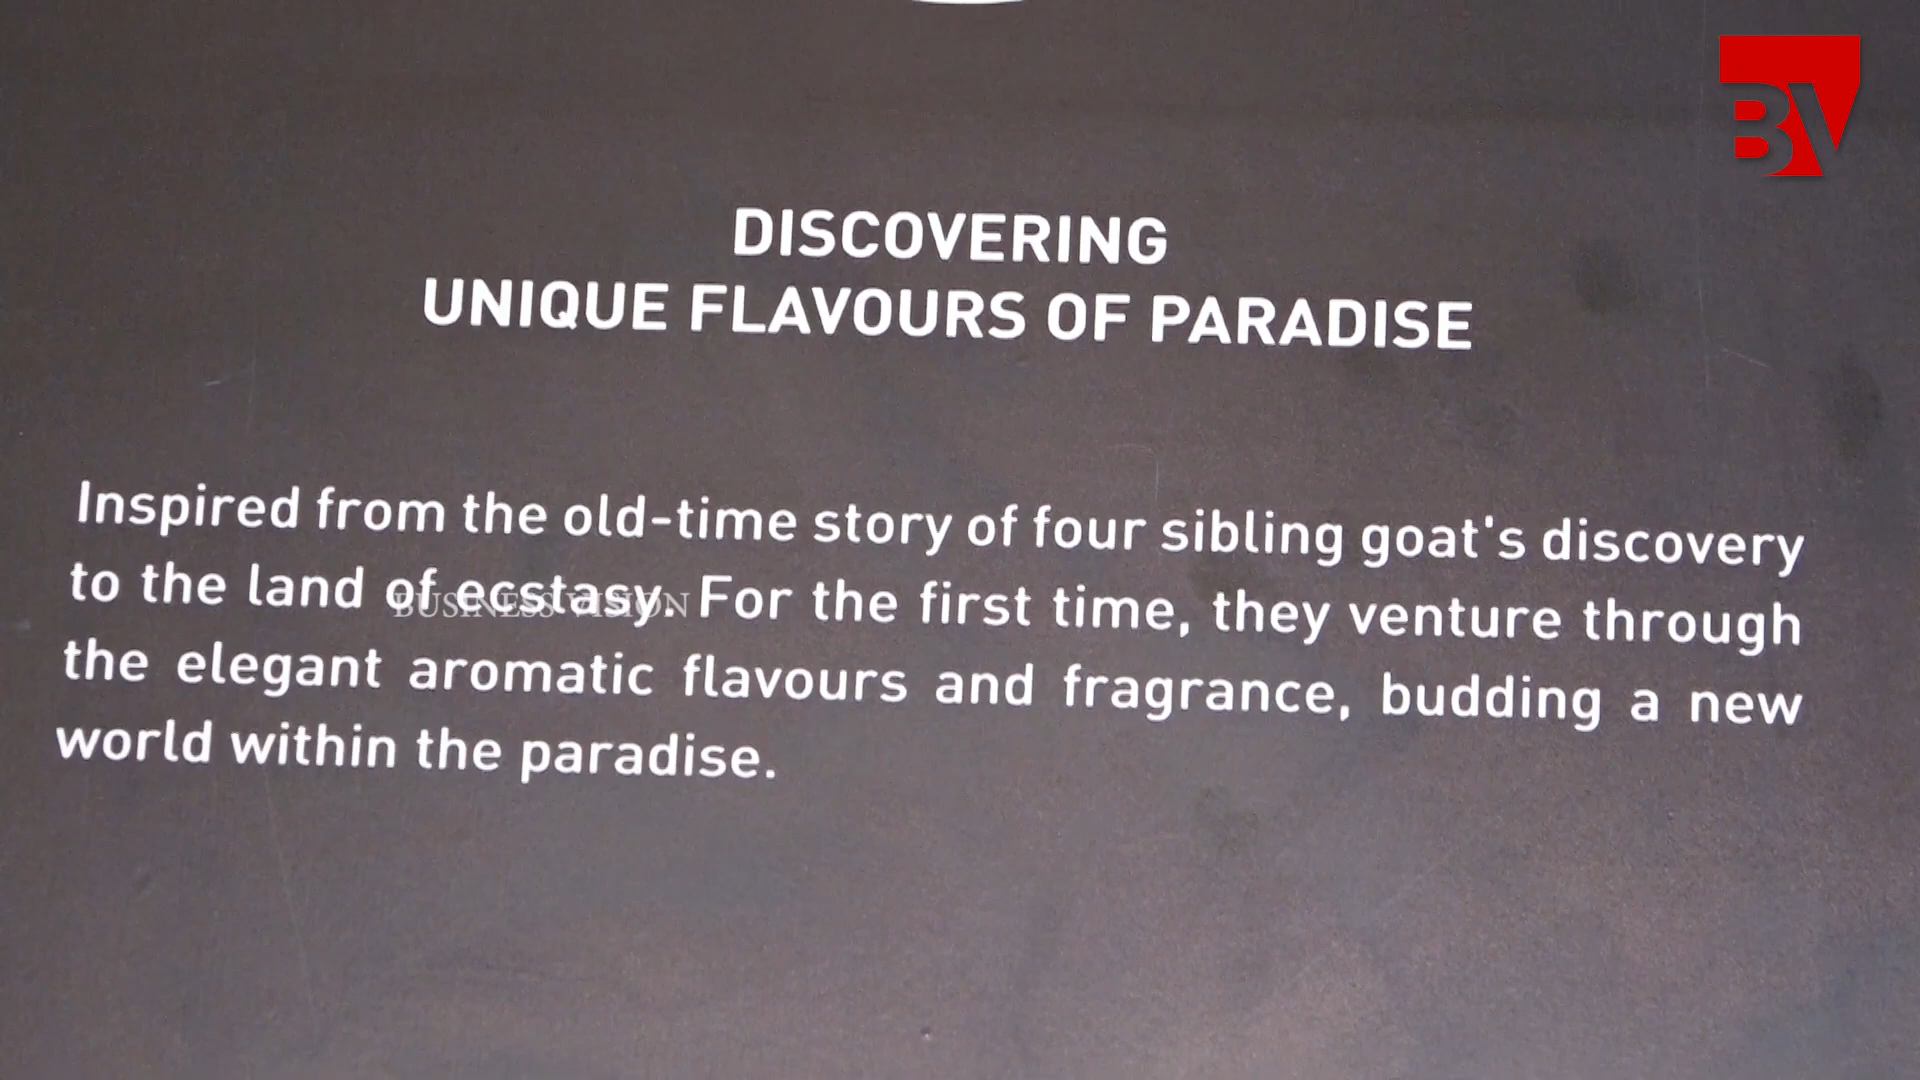 BV
DISCOVERING
UNIQUE FLAVOURS OF PARADISE
Inspired from the old-time story of four sibling goat's discovery
to the land of ecstasy. For the first time, they venture through
BUSINESS VISION
the elegant aromatic flavours and fragrance, budding a new
world within the paradise.